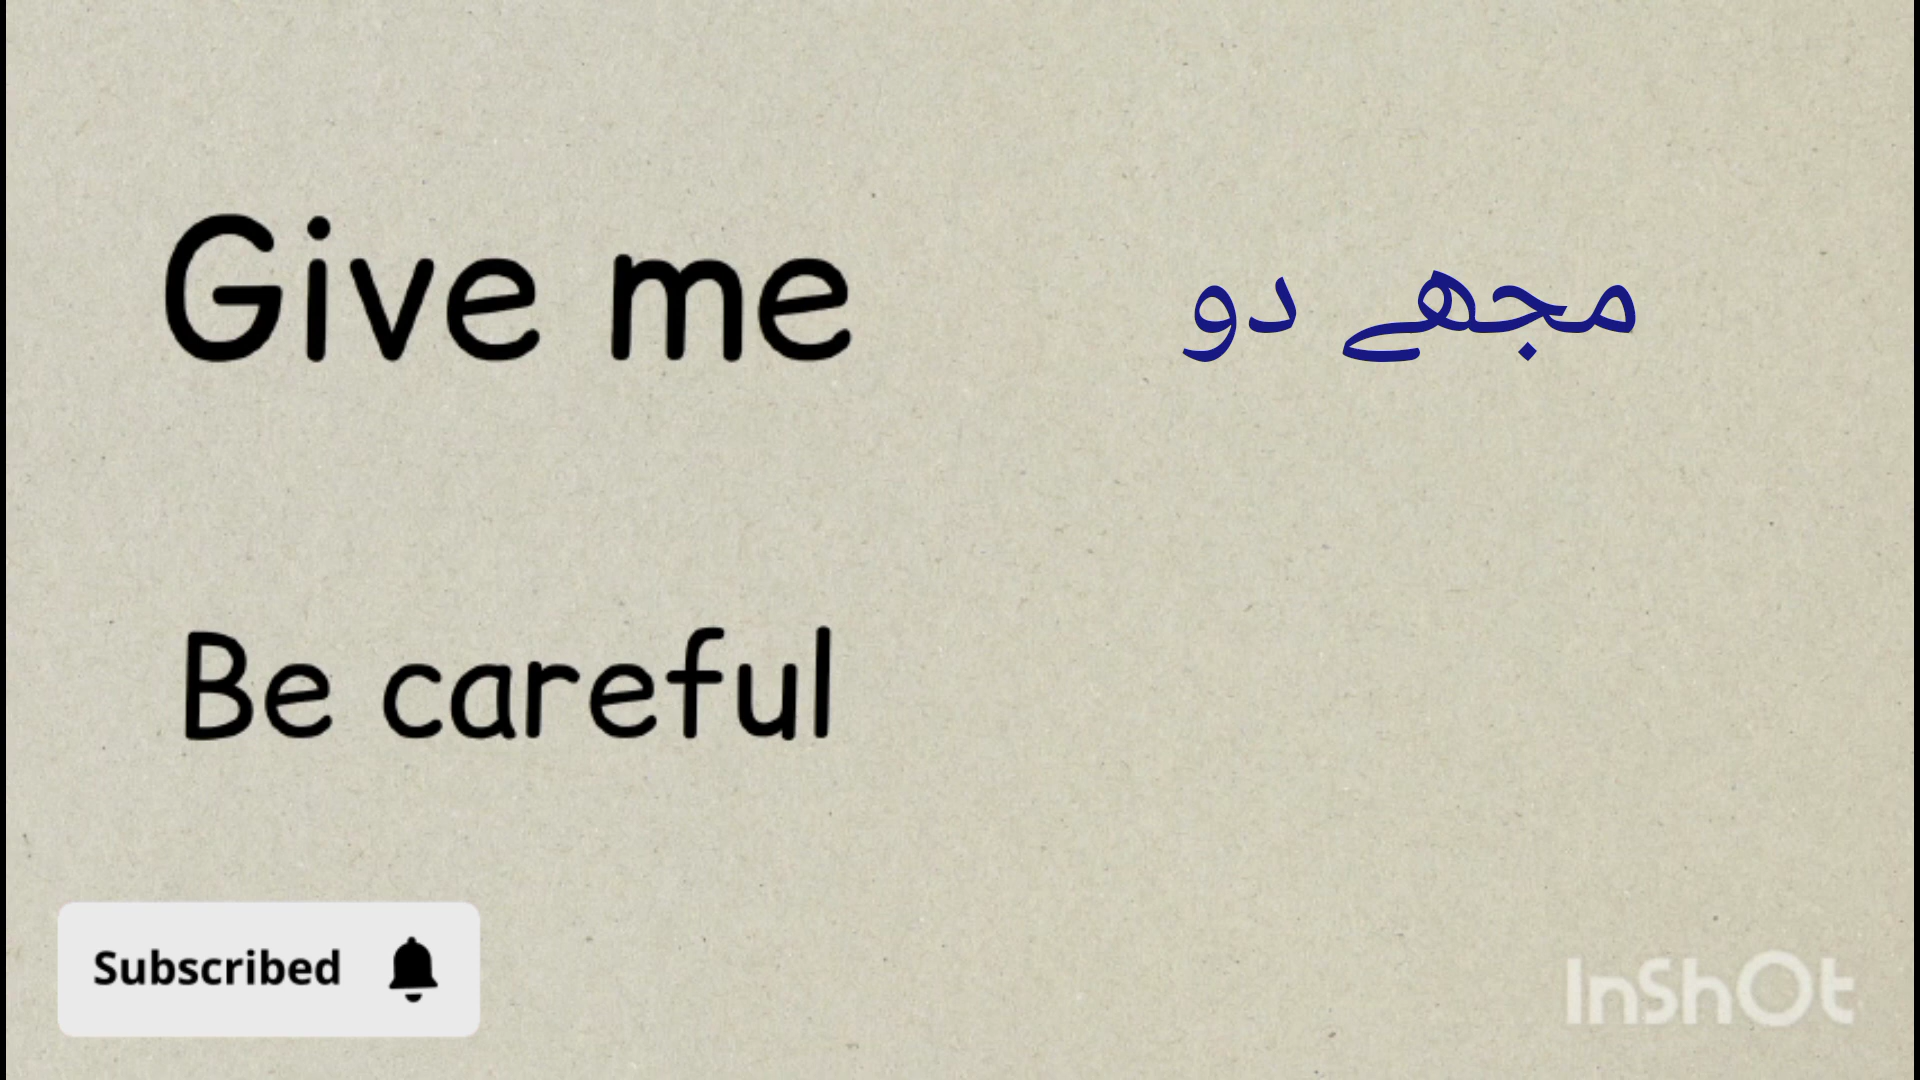 Give me مجھے دو
Be careful
Subscribed
InShOt